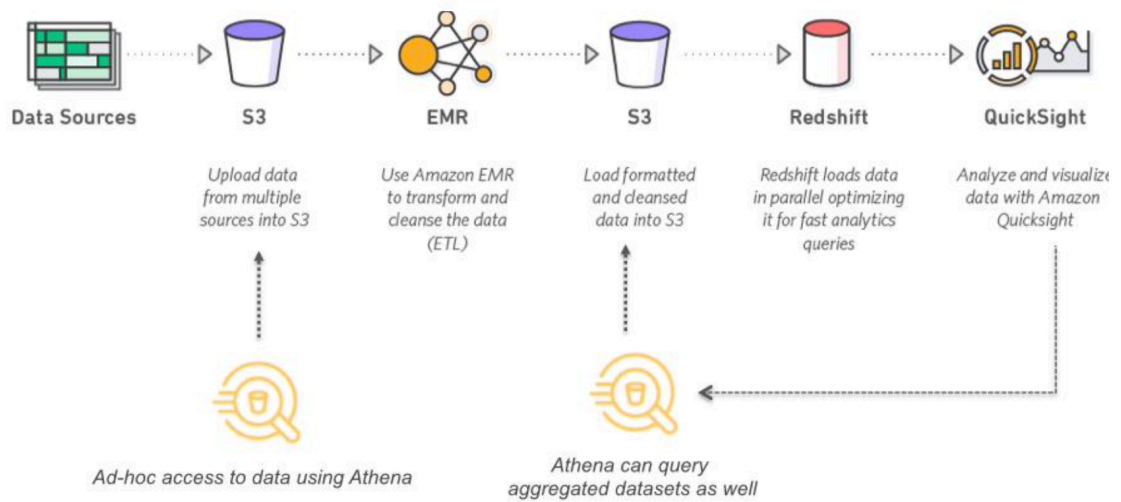 Data Sources
S3
EMR
S3
Redshift
QuickSight
Upload data
from multiple
sources into S3
Use Amazon EMR
to transform and
cleanse the data
(ETL)
Load formatted
and cleansed
data into S3
Redshift loads data
in parallel optimizing
it for fast analytics
queries
Analyze and visualize
data with Amazon
Quicksight
Ad-hoc access to data using Athena
Athena can query
aggregated datasets as well